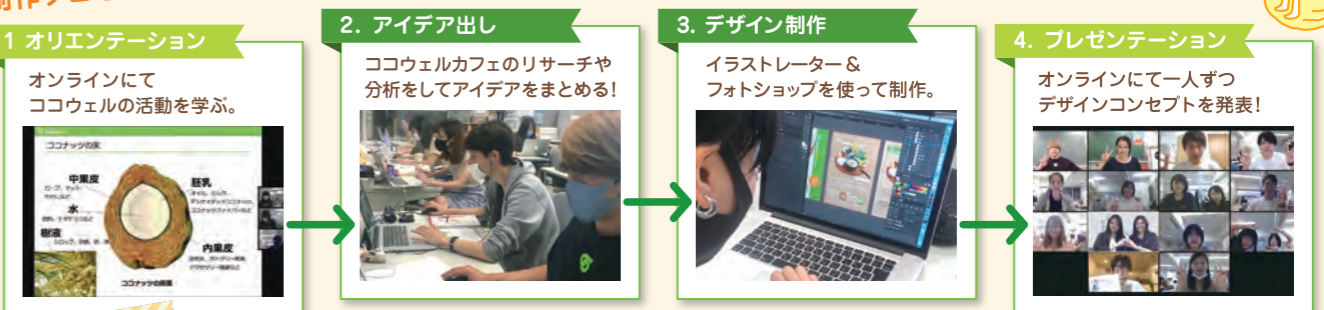 制作
1 オリエンテーション
オンラインにて
ココウェルの活動を学ぶ。
ココナッツの実
中果皮
胚乳
水
樹液
内果皮
ココナッツの断面
2. アイデア出し
ココウェルカフェのリサーチや
分析をしてアイデアをまとめる!
3. デザイン制作
イラストレーター &
フォトショップを使って制作。
4. プレゼンテーション
オンラインにて一人ずつ
デザインコンセプトを発表!